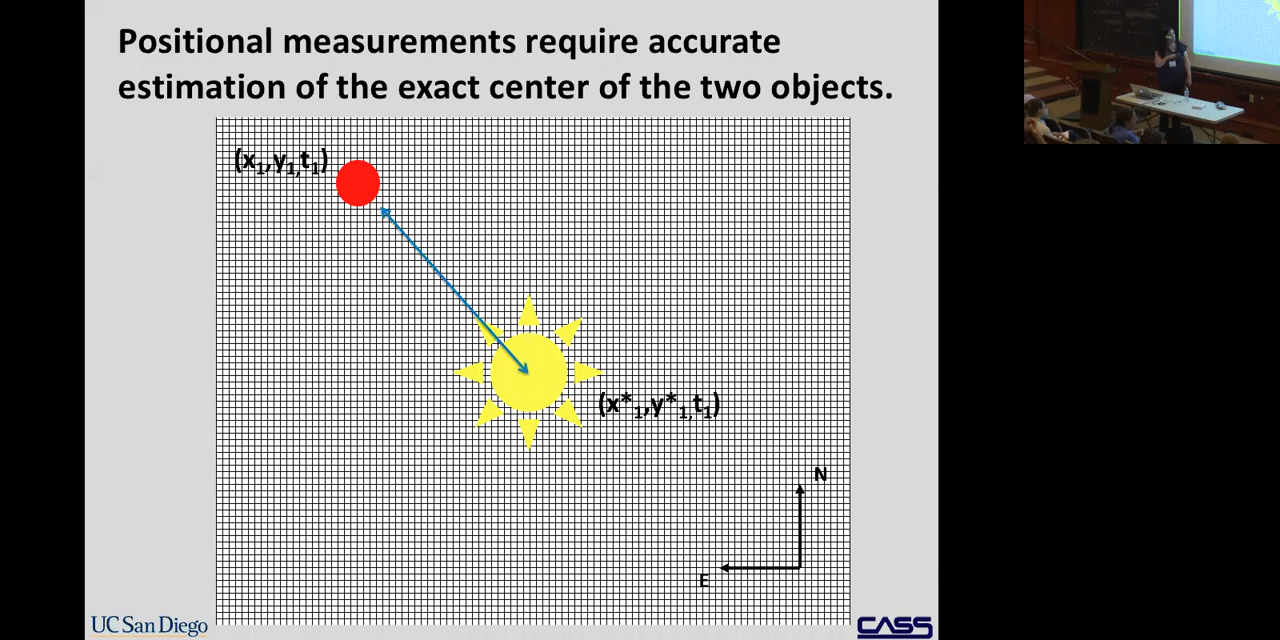 Positional measurements require accurate
estimation of the exact center of the two objects.
(x₁,y₁,t₁)
(x*₁,y*₁,t₁)
N
E
UC San Diego
CASS